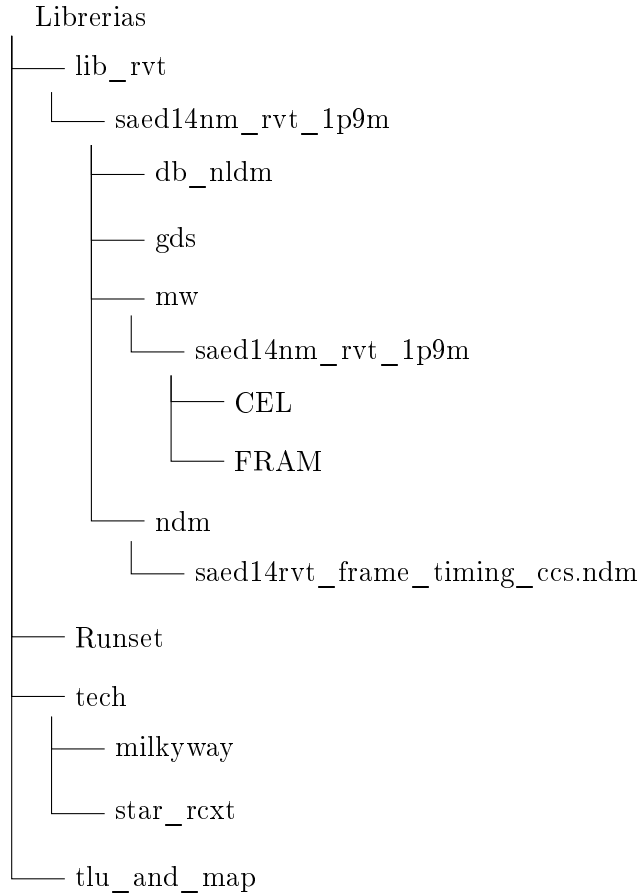 Librerias
lib_rvt
saed14nm_rvt_1p9m
db_nldm
gds
mw
saed14nm_rvt_1p9m
CEL
FRAM
ndm
saed14rvt_frame_timing_ccs.ndm
Runset
tech
milkyway
star_rcxt
tlu_and_map